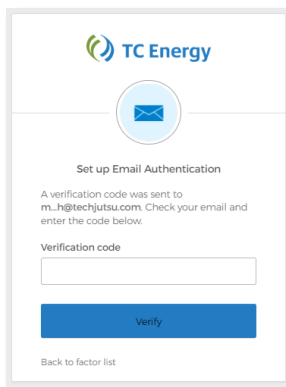 TC Energy
Set up Email Authentication
A verification code was sent to
m...h@techjutsu.com. Check your email and
enter the code below.
Verification code
Verify
Back to factor list